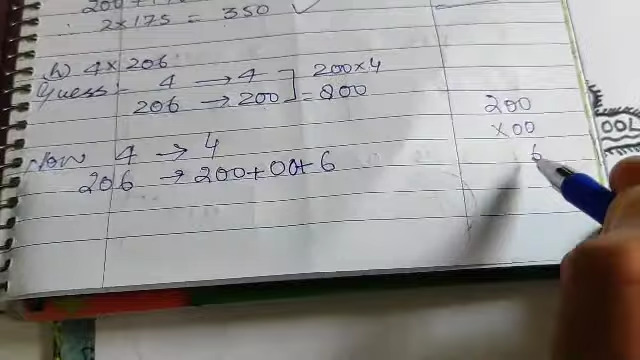 2×175 = 350
(h) 4×206
Guess- 4 → 4 ] 200×4
206 → 200 ] = 800
Now 4 → 4
206 → 200+00+6
200
×00
6
700